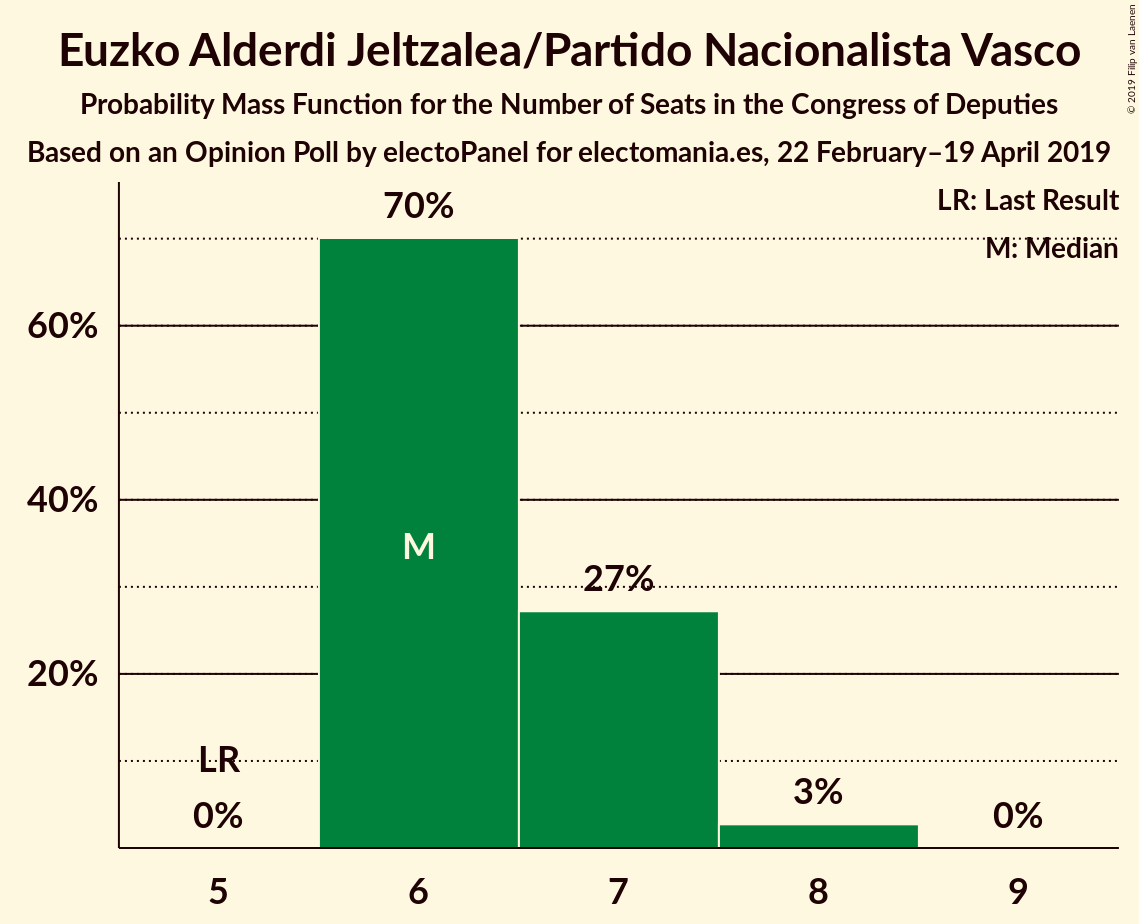 Euzko Alderdi Jeltzalea/Partido Nacionalista Vasco
Probability Mass Function for the Number of Seats in the Congress of Deputies
Based on an Opinion Poll by electoPanel for electomania.es, 22 February–19 April 2019
© 2019 Filip van Laenen
LR: Last Result
M: Median
70%
60%
40%
20%
M
27%
LR
0%
3%
0%
5 6 7 8 9